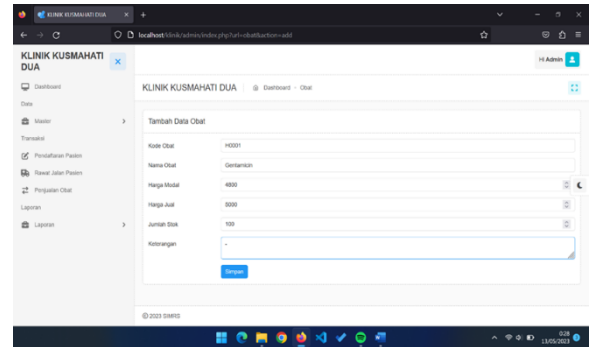 KLINIK KUSMAHATI DUA
localhost/klinik/admin/index.php?url=obat&action=add
KLINIK KUSMAHATI
DUA
Hi Admin
Dashboard
Data
Master
Transaksi
Pendaftaran Pasien
Rawat Jalan Pasien
Penjualan Obat
Laporan
Laporan
KLINIK KUSMAHATI DUA
Dashboard - Obat
Tambah Data Obat
Kode Obat H0001
Nama Obat Gentamicin
Harga Modal 4800
Harga Jual 5000
Jumlah Stok 100
Keterangan -
Simpan
© 2023 SIMRS
0:28
13/05/2023